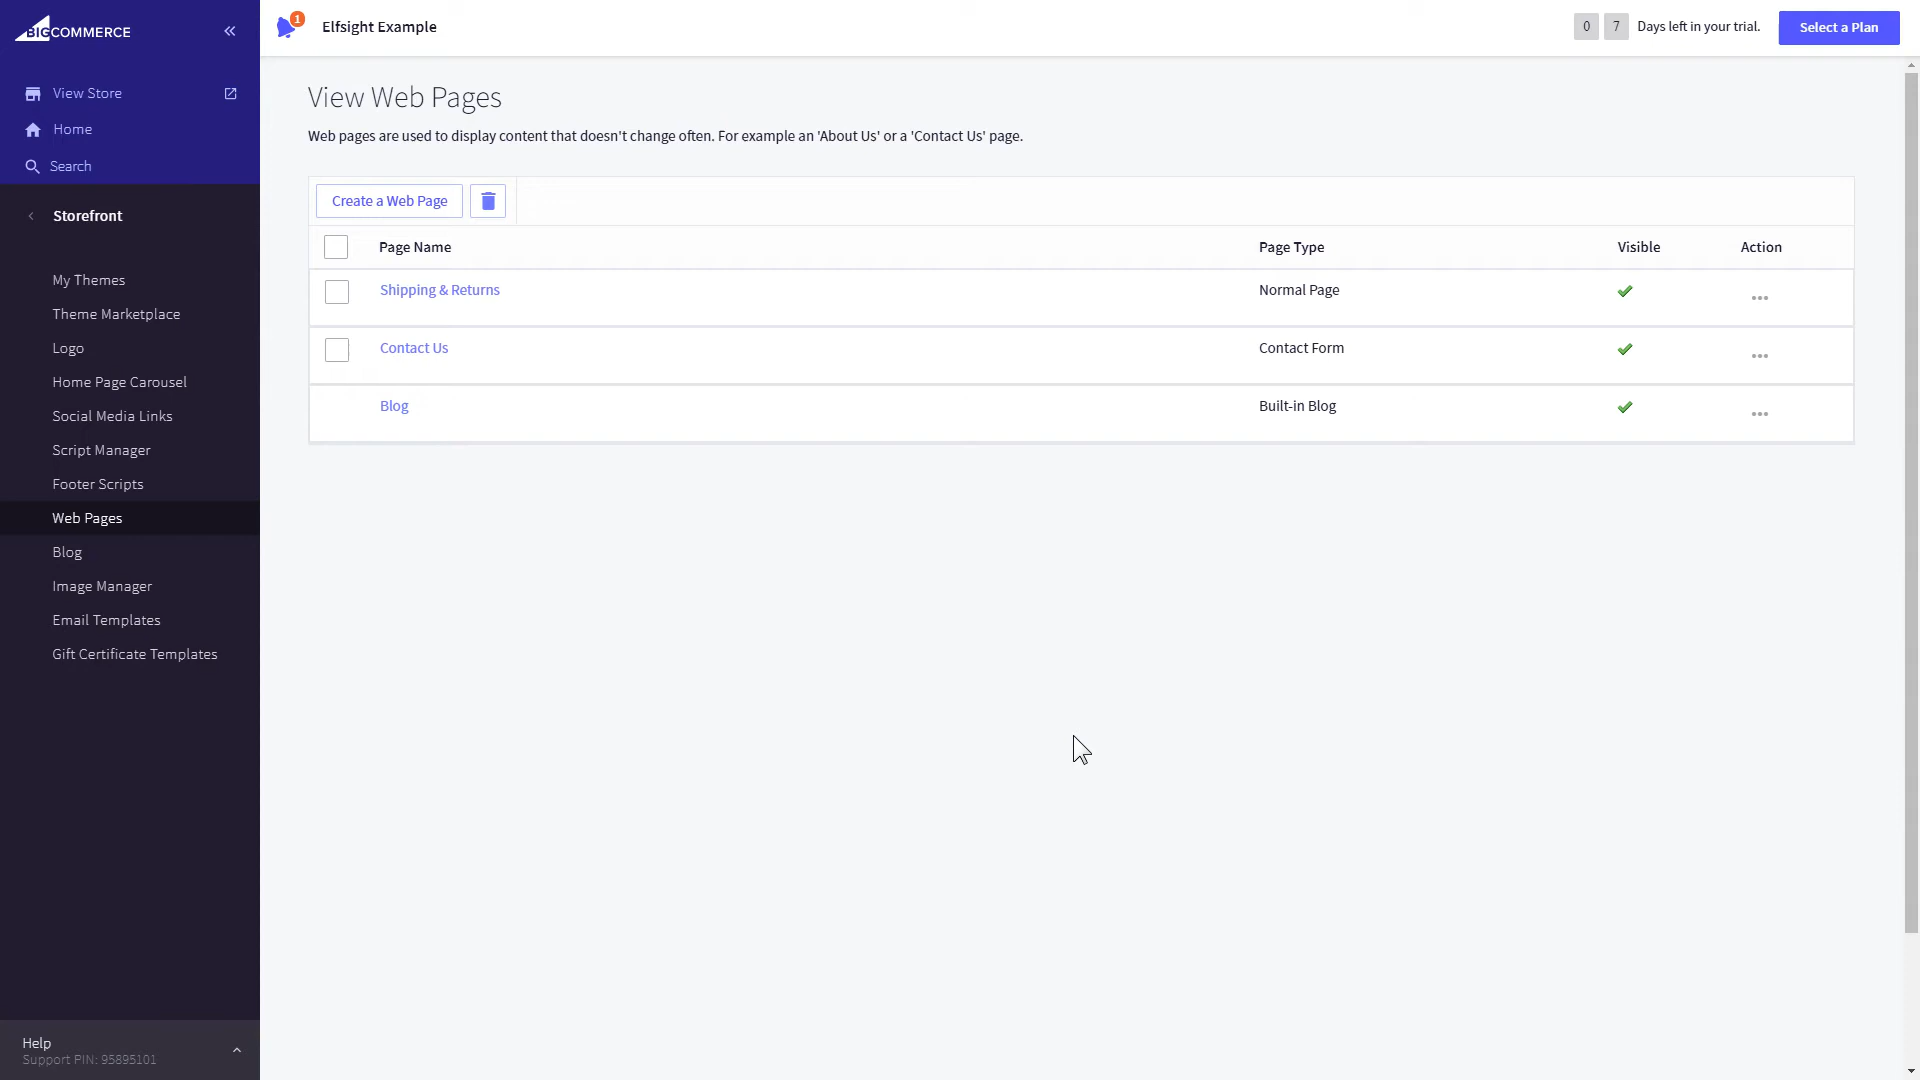 BIGCOMMERCE
View Store
Home
Search
Storefront
My Themes
Theme Marketplace
Logo
Home Page Carousel
Social Media Links
Script Manager
Footer Scripts
Web Pages
Blog
Image Manager
Email Templates
Gift Certificate Templates
Help
Support PIN: 95895101
1
Elfsight Example
0 7 Days left in your trial.
Select a Plan
View Web Pages
Web pages are used to display content that doesn't change often. For example an 'About Us' or a 'Contact Us' page.
Create a Web Page
Page Name Page Type Visible Action
Shipping & Returns Normal Page
Contact Us Contact Form
Blog Built-in Blog